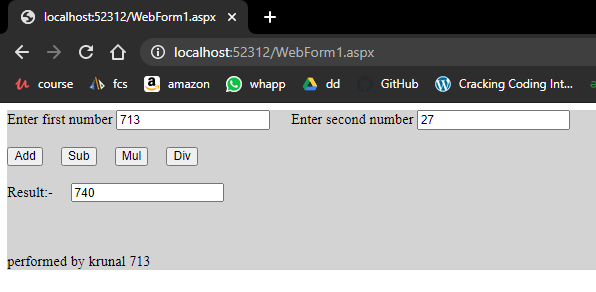 localhost:52312/WebForm1.aspx
localhost:52312/WebForm1.aspx
course fcs amazon whapp dd GitHub Cracking Coding Int...
Enter first number 713 Enter second number 27
Add Sub Mul Div
Result:- 740
performed by krunal 713